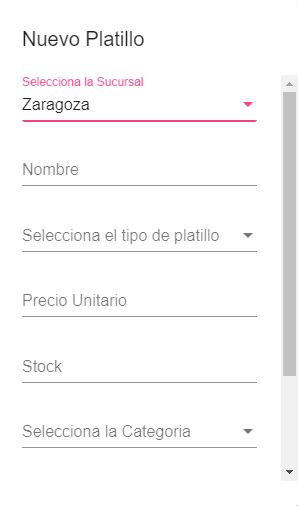 Nuevo Platillo
Selecciona la Sucursal
Zaragoza
Nombre
Selecciona el tipo de platillo
Precio Unitario
Stock
Selecciona la Categoria